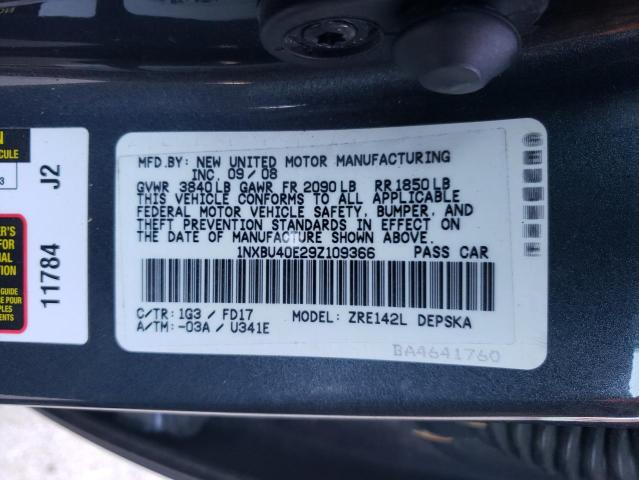 MFD.BY: NEW UNITED MOTOR MANUFACTURING
INC. 09/08
GVWR 3840LB GAWR FR 2090LB RR1850LB
THIS VEHICLE CONFORMS TO ALL APPLICABLE
FEDERAL MOTOR VEHICLE SAFETY, BUMPER, AND
THEFT PREVENTION STANDARDS IN EFFECT ON
THE DATE OF MANUFACTURE SHOWN ABOVE.
1NXBU40E29Z109366 PASS CAR
C/TR: 1G3 / FD17 MODEL: ZRE142L DEPSKA
A/TM: -03A / U341E
BA4641760
11784 J2